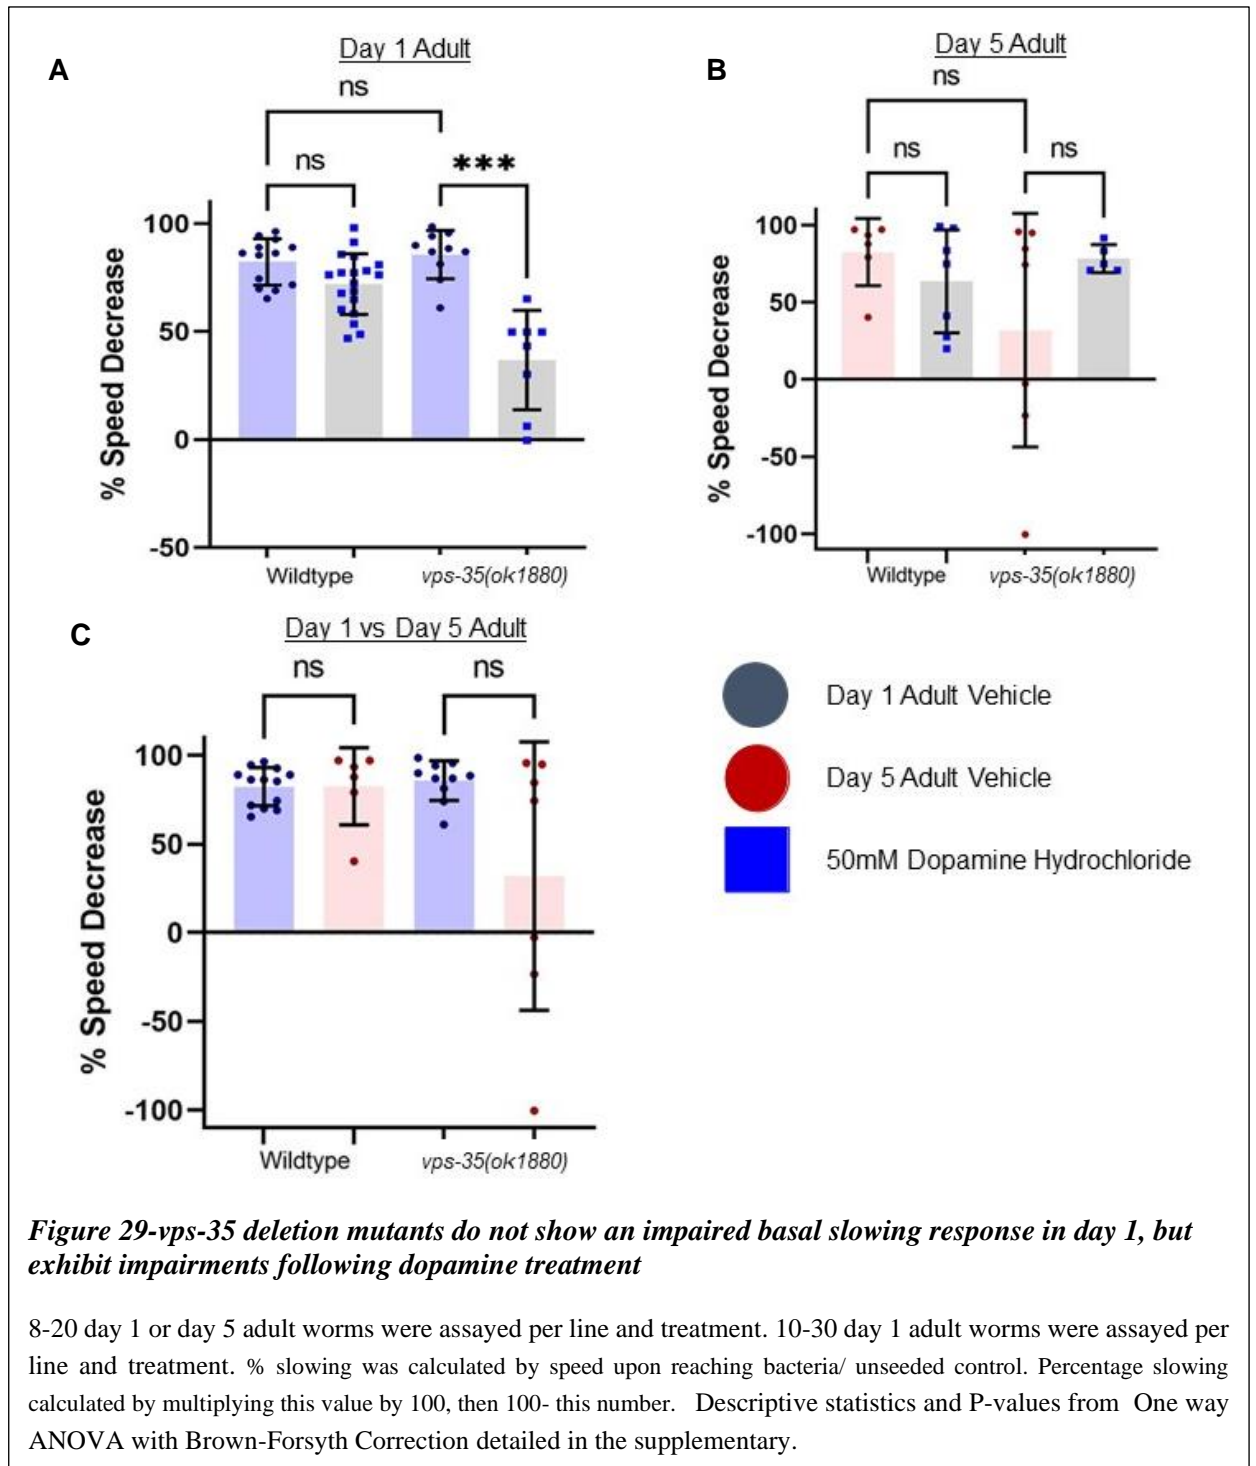 A
Day 1 Adult
ns
ns
***
100
50
0
-50
% Speed Decrease
Wildtype
vps-35(ok1880)
B
Day 5 Adult
ns
ns
ns
100
50
0
-50
-100
% Speed Decrease
Wildtype
vps-35(ok1880)
C
Day 1 vs Day 5 Adult
ns
ns
100
50
0
-50
-100
% Speed Decrease
Wildtype
vps-35(ok1880)
Day 1 Adult Vehicle
Day 5 Adult Vehicle
50mM Dopamine Hydrochloride
Figure 29-vps-35 deletion mutants do not show an impaired basal slowing response in day 1, but
exhibit impairments following dopamine treatment
8-20 day 1 or day 5 adult worms were assayed per line and treatment. 10-30 day 1 adult worms were assayed per
line and treatment. % slowing was calculated by speed upon reaching bacteria/ unseeded control. Percentage slowing
calculated by multiplying this value by 100, then 100- this number. Descriptive statistics and P-values from One way
ANOVA with Brown-Forsyth Correction detailed in the supplementary.